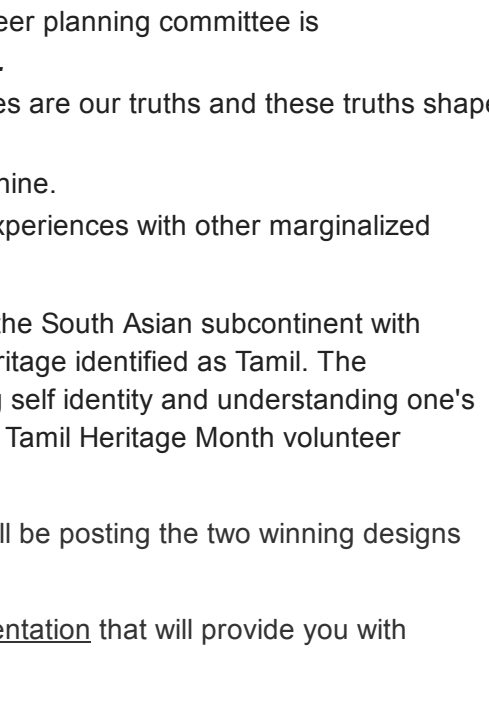 eer planning committee is
.
es are our truths and these truths shape
nine.
xperiences with other marginalized
the South Asian subcontinent with
ritage identified as Tamil. The
g self identity and understanding one's
Tamil Heritage Month volunteer
ll be posting the two winning designs
entation that will provide you with